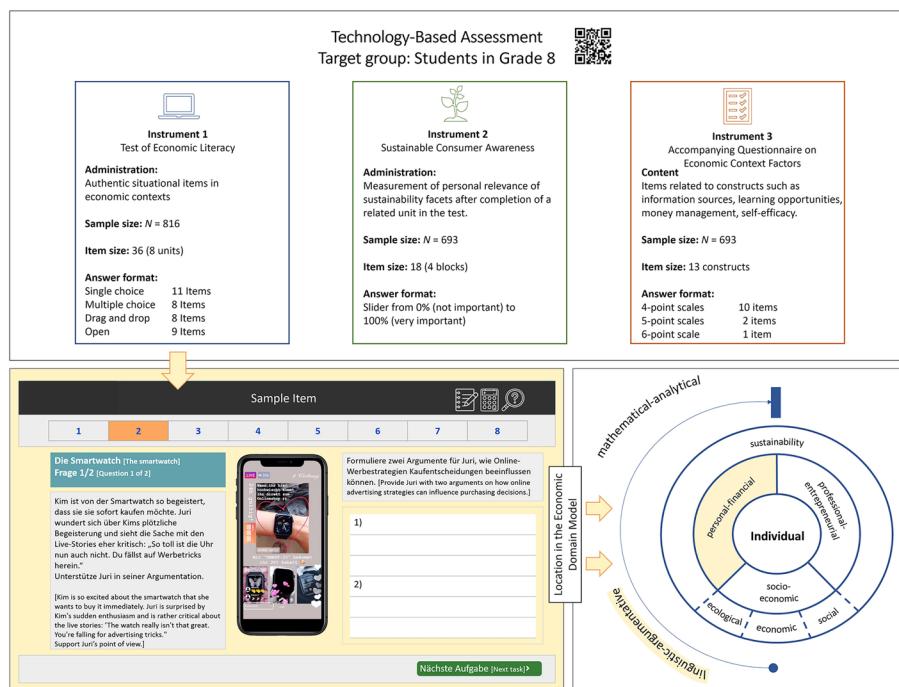 Technology-Based Assessment
Target group: Students in Grade 8
Instrument 1
Test of Economic Literacy
Administration:
Authentic situational items in
economic contexts
Sample size: N = 816
Item size: 36 (8 units)
Answer format:
Single choice 11 Items
Multiple choice 8 Items
Drag and drop 8 Items
Open 9 Items
Instrument 2
Sustainable Consumer Awareness
Administration:
Measurement of personal relevance of
sustainability facets after completion of a
related unit in the test.
Sample size: N = 693
Item size: 18 (4 blocks)
Answer format:
Slider from 0% (not important) to
100% (very important)
Instrument 3
Accompanying Questionnaire on
Economic Context Factors
Content
Items related to constructs such as
information sources, learning opportunities,
money management, self-efficacy.
Sample size: N = 693
Item size: 13 constructs
Answer format:
4-point scales 10 items
5-point scales 2 items
6-point scale 1 item
Sample Item
1 2 3 4 5 6 7 8
Die Smartwatch [The smartwatch]
Frage 1/2 [Question 1 of 2]
Kim ist von der Smartwatch so begeistert,
dass sie sie sofort kaufen möchte. Juri
wundert sich über Kims plötzliche
Begeisterung und sieht die Sache mit den
Live-Stories eher kritisch: „So toll ist die Uhr
nun auch nicht. Du fällst auf Werbetricks
herein.“
Unterstütze Juri in seiner Argumentation.
[Kim is so excited about the smartwatch that she
wants to buy it immediately. Juri is surprised by
Kim's sudden enthusiasm and is rather critical about
the live stories: 'The watch really isn't that great.
You're falling for advertising tricks."
Support Juri's point of view.]
LIVE
Formuliere zwei Argumente für Juri, wie Online-
Werbestrategien Kaufentscheidungen beeinflussen
können. [Provide Juri with two arguments on how online
advertising strategies can influence purchasing decisions.]
1)
2)
Nächste Aufgabe [Next task]
Location in the Economic
Domain Model
mathematical-analytical
linguistic-argumentative
sustainability
personal-financial
professional-
entrepreneurial
Individual
socio-
economic
ecological
economic
social